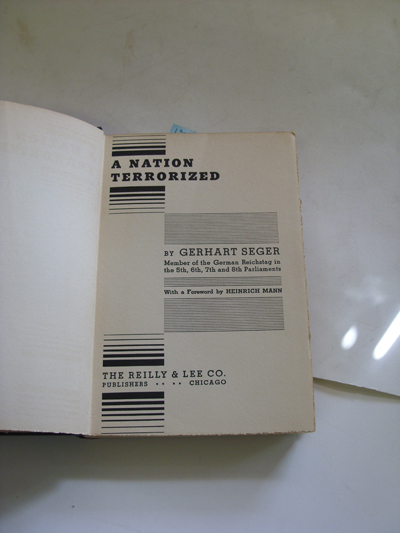 A NATION
TERRORIZED
BY GERHART SEGER
Member of the German Reichstag in
the 5th, 6th, 7th and 8th Parliaments
With a Foreword by HEINRICH MANN
THE REILLY & LEE CO.
PUBLISHERS •• •• CHICAGO